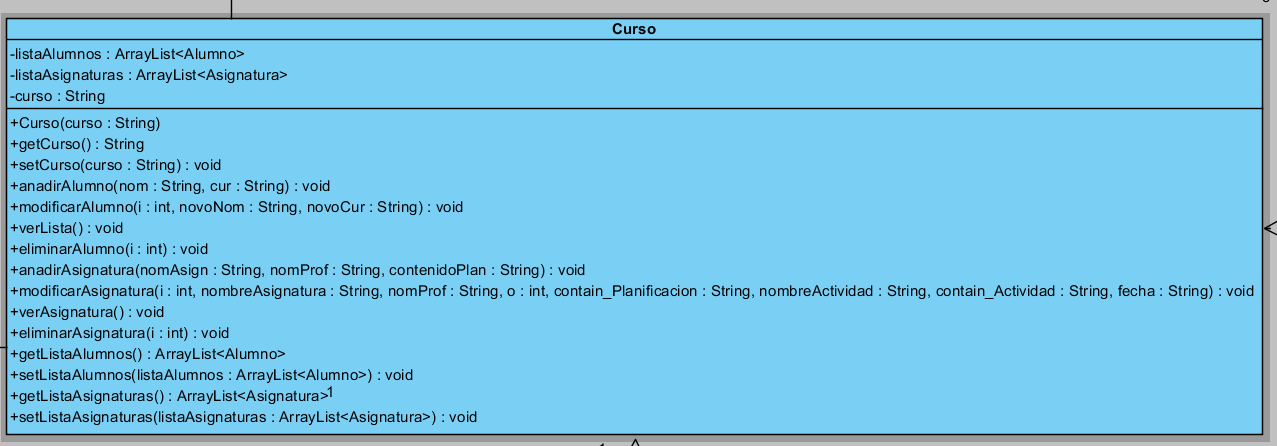 Curso
-listaAlumnos : ArrayList<Alumno>
-listaAsignaturas : ArrayList<Asignatura>
-curso : String
+Curso(curso : String)
+getCurso() : String
+setCurso(curso : String) : void
+anadirAlumno(nom : String, cur : String) : void
+modificarAlumno(i : int, novoNom : String, novoCur : String) : void
+verLista() : void
+eliminarAlumno(i : int) : void
+anadirAsignatura(nomAsign : String, nomProf : String, contenidoPlan : String) : void
+modificarAsignatura(i : int, nombreAsignatura : String, nomProf : String, o : int, contain_Planificacion : String, nombreActividad : String, contain_Actividad : String, fecha : String) : void
+verAsignatura() : void
+eliminarAsignatura(i : int) : void
+getListaAlumnos() : ArrayList<Alumno>
+setListaAlumnos(listaAlumnos : ArrayList<Alumno>) : void
+getListaAsignaturas() : ArrayList<Asignatura>1
+setListaAsignaturas(listaAsignaturas : ArrayList<Asignatura>) : void